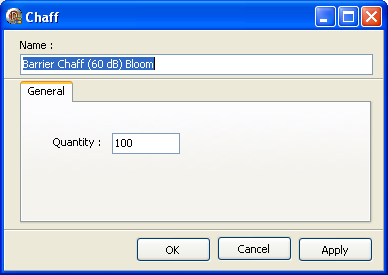 Chaff
Name :
Barrier Chaff (60 dB) Bloom
General
Quantity : 100
OK Cancel Apply